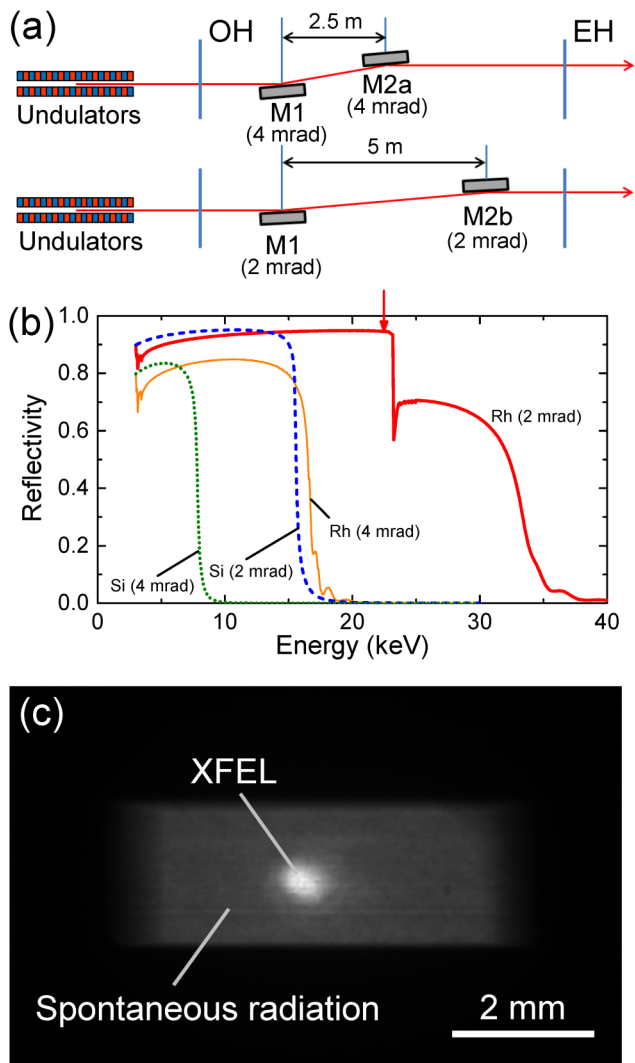 (a)
OH
2.5 m
EH
Undulators
M1
(4 mrad)
M2a
(4 mrad)
5 m
Undulators
M1
(2 mrad)
M2b
(2 mrad)
(b)
1.0
0.8
0.6
0.4
0.2
0.0
Reflectivity
Rh (2 mrad)
Rh (4 mrad)
Si (4 mrad)
Si (2 mrad)
0
10
20
30
40
Energy (keV)
(c)
XFEL
Spontaneous radiation
2 mm